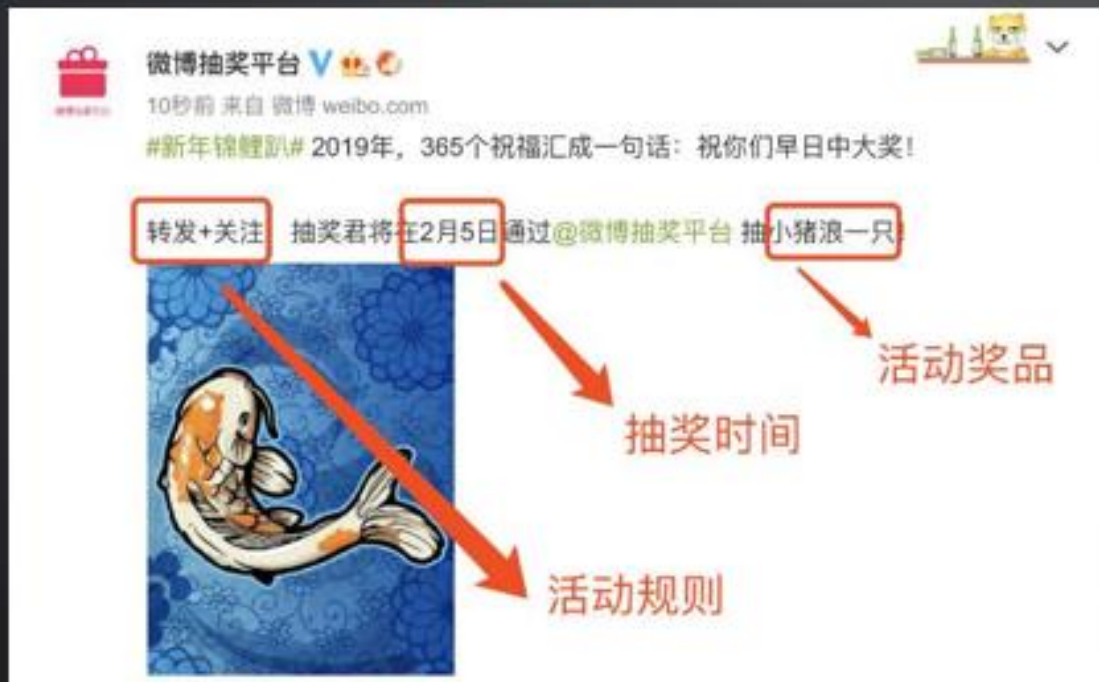 微博抽奖平台
10秒前 来自 微博 weibo.com
#新年锦鲤趴# 2019年，365个祝福汇成一句话：祝你们早日中大奖！
转发+关注 抽奖君将在2月5日通过@微博抽奖平台 抽小猪浪一只！
活动奖品
抽奖时间
活动规则